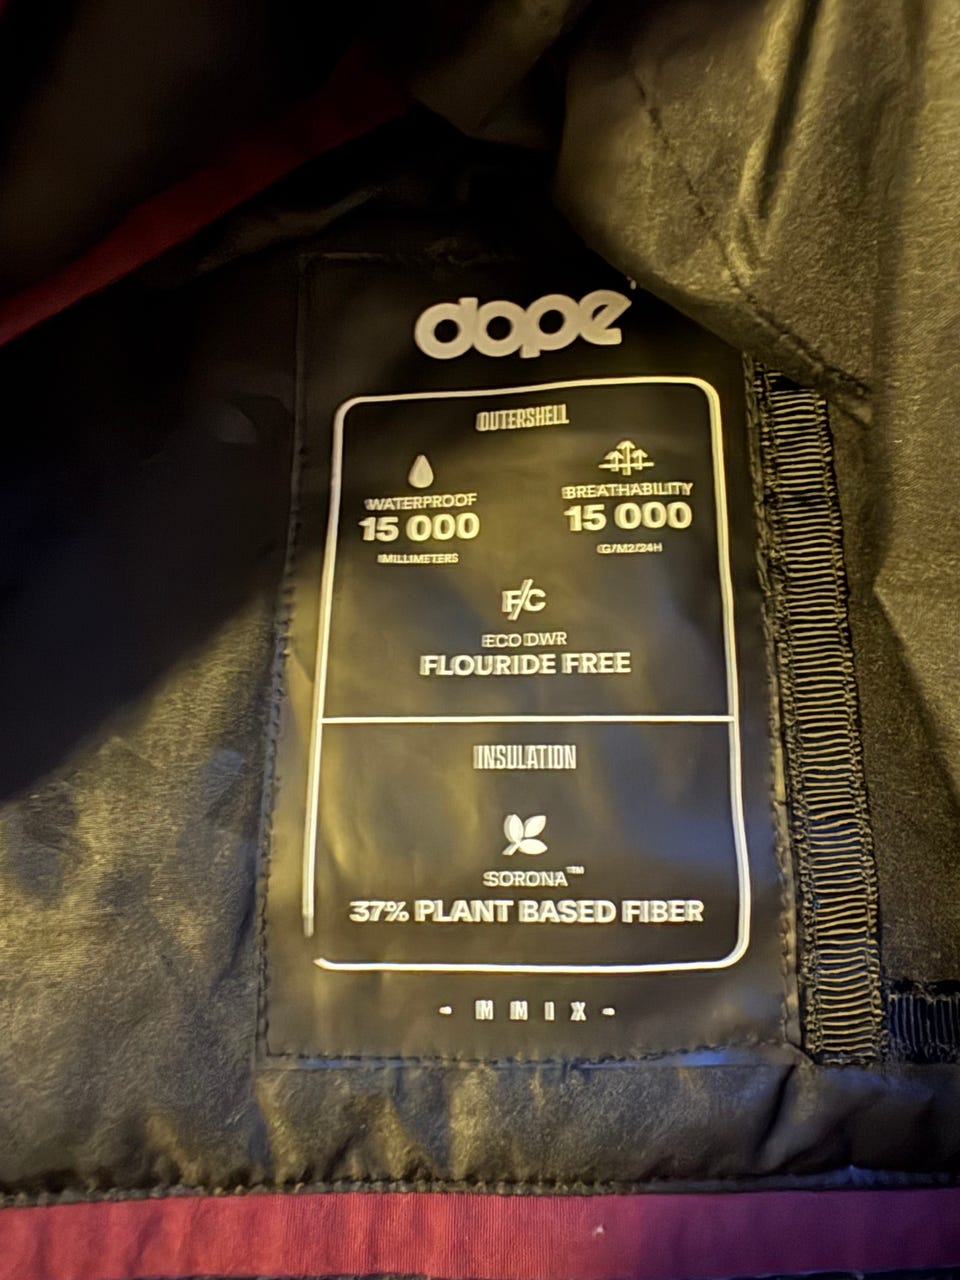 dope
OUTERSHELL
WATERPROOF
15 000
MILLIMETERS
BREATHABILITY
15 000
G/M2/24H
F/C
ECO DWR
FLOURIDE FREE
INSULATION
SORONA™
37% PLANT BASED FIBER
- MMIX -